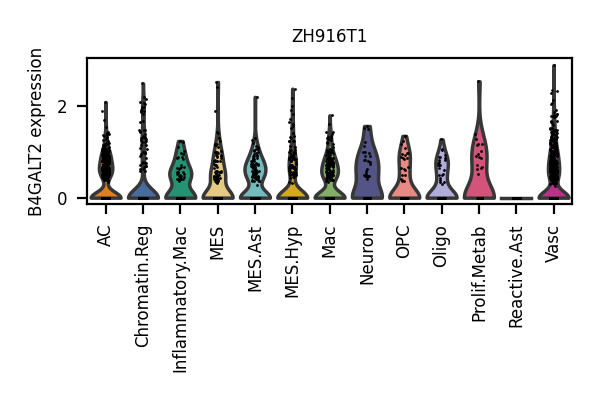 ZH916T1
B4GALT2 expression
2
0
AC
Chromatin.Reg
Inflammatory.Mac
MES
MES.Ast
MES.Hyp
Mac
Neuron
OPC
Oligo
Prolif.Metab
Reactive.Ast
Vasc